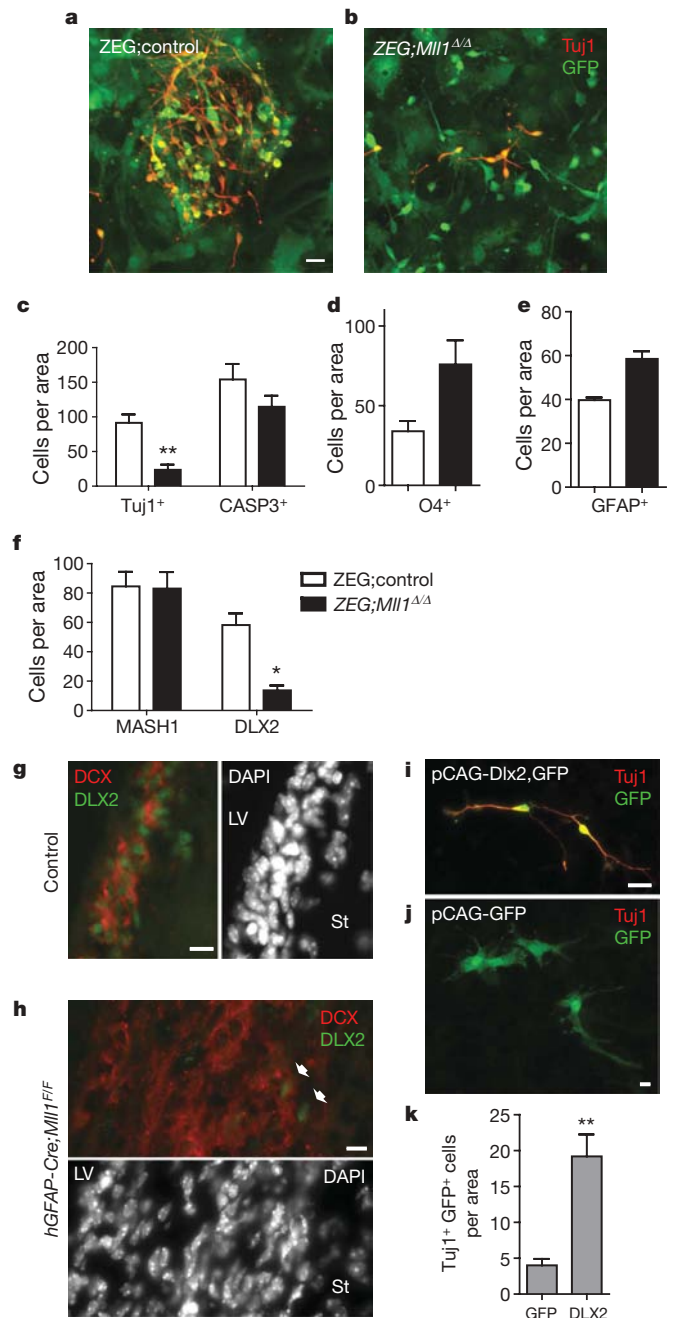 a
ZEG;control
b
ZEG;Mll1Δ/Δ
Tuj1
GFP
c
Cells per area
200
150
100
50
0
**
Tuj1+
CASP3+
d
Cells per area
100
50
0
O4+
e
Cells per area
80
60
40
20
0
GFAP+
f
Cells per area
100
80
60
40
20
0
*
MASH1
DLX2
ZEG;control
ZEG;Mll1Δ/Δ
g
Control
DCX
DLX2
DAPI
LV
St
h
hGFAP-Cre;Mll1F/F
DCX
DLX2
LV
DAPI
St
i
pCAG-Dlx2,GFP
Tuj1
GFP
j
pCAG-GFP
Tuj1
GFP
k
Tuj1+ GFP+ cells
per area
25
20
15
10
5
0
**
GFP
DLX2